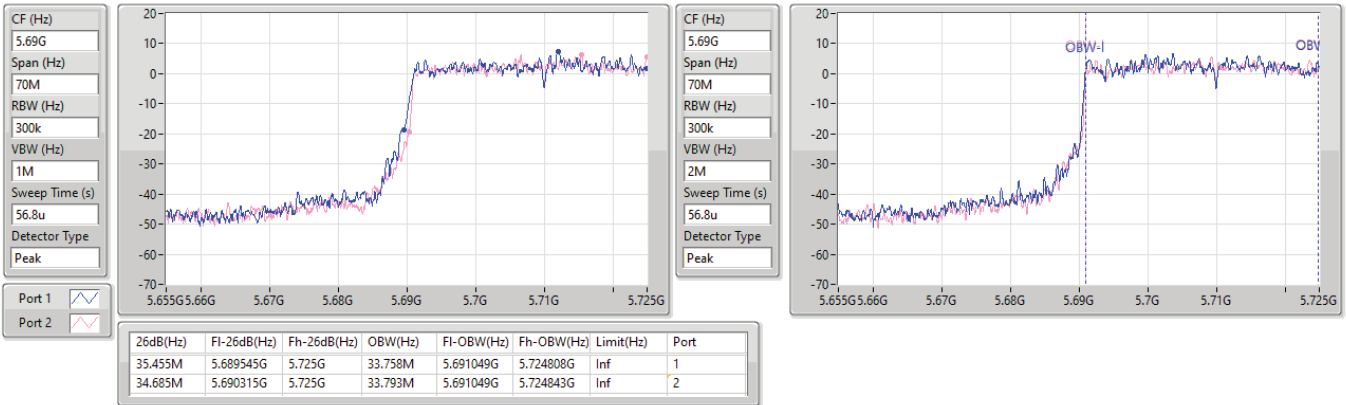 CF (Hz)
5.69G
Span (Hz)
70M
RBW (Hz)
300k
VBW (Hz)
1M
Sweep Time (s)
56.8u
Detector Type
Peak
Port 1
Port 2
20-
10-
0-
-10-
-20-
-30-
-40-
-50-
-60-
-70-
5.655G 5.66G 5.67G 5.68G 5.69G 5.7G 5.71G 5.725G
CF (Hz)
5.69G
Span (Hz)
70M
RBW (Hz)
300k
VBW (Hz)
2M
Sweep Time (s)
56.8u
Detector Type
Peak
20-
10-
0-
-10-
-20-
-30-
-40-
-50-
-60-
-70-
OBW-l
5.655G 5.66G 5.67G 5.68G 5.69G 5.7G 5.71G 5.725G
26dB(Hz) Fl-26dB(Hz) Fh-26dB(Hz) OBW(Hz) Fl-OBW(Hz) Fh-OBW(Hz) Limit(Hz) Port
35.455M 5.689545G 5.725G 33.758M 5.691049G 5.724808G Inf 1
34.685M 5.690315G 5.725G 33.793M 5.691049G 5.724843G Inf 2